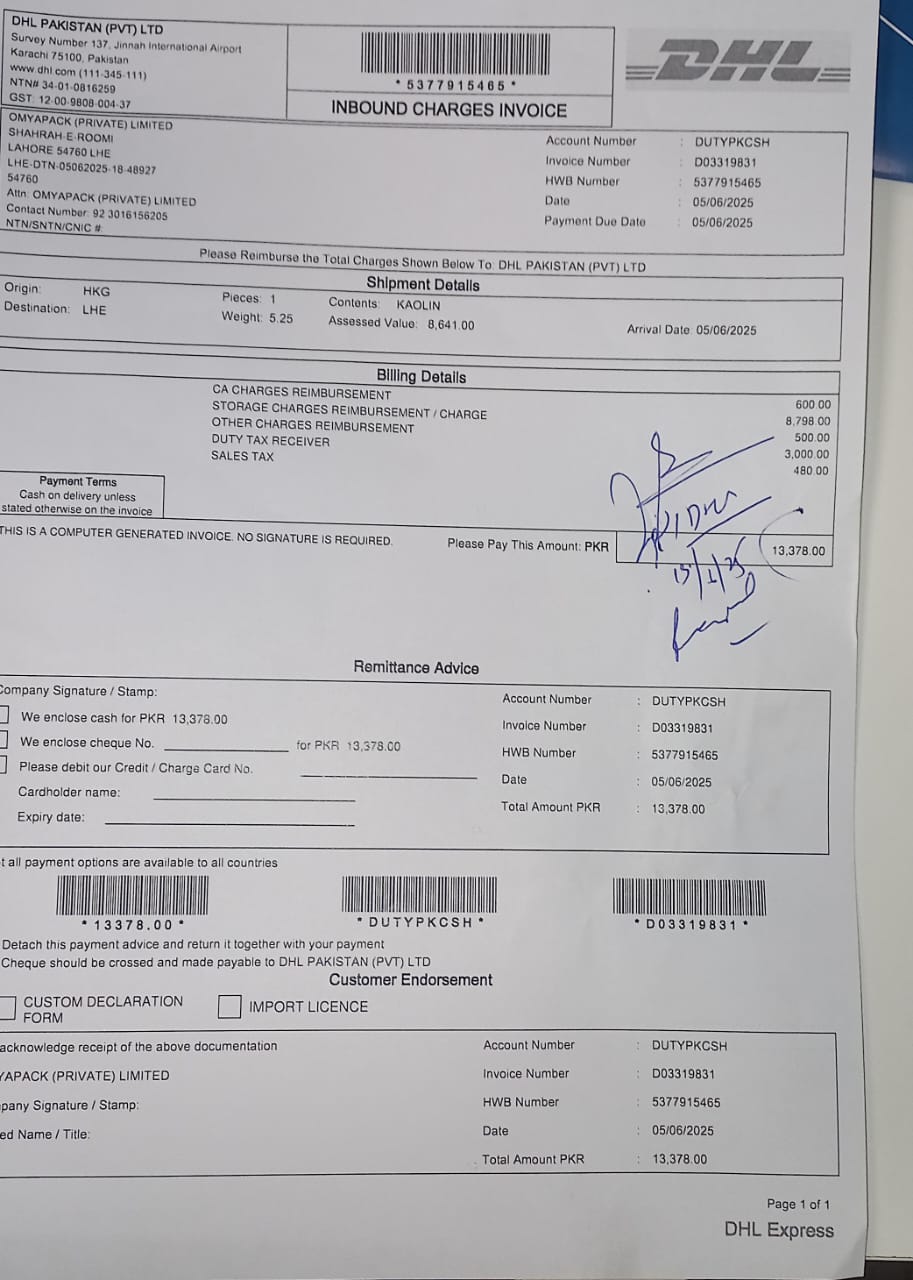 DHL PAKISTAN (PVT) LTD
Survey Number 137, Jinnah International Airport
Karachi 75100, Pakistan
www.dhl.com (111-345-111)
NTN# 34-01-0816259
GST: 12-00-9808-004-37
* 5377915465 *
INBOUND CHARGES INVOICE
DHL
OMYAPACK (PRIVATE) LIMITED
SHAHRAH-E-ROOMI
LAHORE 54760 LHE
LHE-DTN-05062025-18-48927
54760
Attn: OMYAPACK (PRIVATE) LIMITED
Contact Number: 92 3016156205
NTN/SNTN/CNIC #:
Account Number : DUTYPKCSH
Invoice Number : D03319831
HWB Number : 5377915465
Date : 05/06/2025
Payment Due Date : 05/06/2025
Please Reimburse the Total Charges Shown Below To: DHL PAKISTAN (PVT) LTD
Shipment Details
Origin: HKG Pieces: 1 Contents: KAOLIN
Destination: LHE Weight: 5.25 Assessed Value: 8,641.00 Arrival Date: 05/06/2025
Billing Details
CA CHARGES REIMBURSEMENT 600.00
STORAGE CHARGES REIMBURSEMENT / CHARGE 8,798.00
OTHER CHARGES REIMBURSEMENT 500.00
DUTY TAX RECEIVER 3,000.00
SALES TAX 480.00
Payment Terms
Cash on delivery unless
stated otherwise on the invoice
THIS IS A COMPUTER GENERATED INVOICE. NO SIGNATURE IS REQUIRED.
Please Pay This Amount: PKR 13,378.00
Remittance Advice
Company Signature / Stamp:
We enclose cash for PKR 13,378.00
We enclose cheque No. for PKR 13,378.00
Please debit our Credit / Charge Card No.
Cardholder name:
Expiry date:
Account Number : DUTYPKCSH
Invoice Number : D03319831
HWB Number : 5377915465
Date : 05/06/2025
Total Amount PKR : 13,378.00
t all payment options are available to all countries
* 13378.00 * * DUTYPKCSH * * D03319831 *
Detach this payment advice and return it together with your payment
Cheque should be crossed and made payable to DHL PAKISTAN (PVT) LTD
Customer Endorsement
CUSTOM DECLARATION
FORM
IMPORT LICENCE
acknowledge receipt of the above documentation
YAPACK (PRIVATE) LIMITED
pany Signature / Stamp:
ed Name / Title:
Account Number : DUTYPKCSH
Invoice Number : D03319831
HWB Number : 5377915465
Date : 05/06/2025
Total Amount PKR : 13,378.00
Page 1 of 1
DHL Express